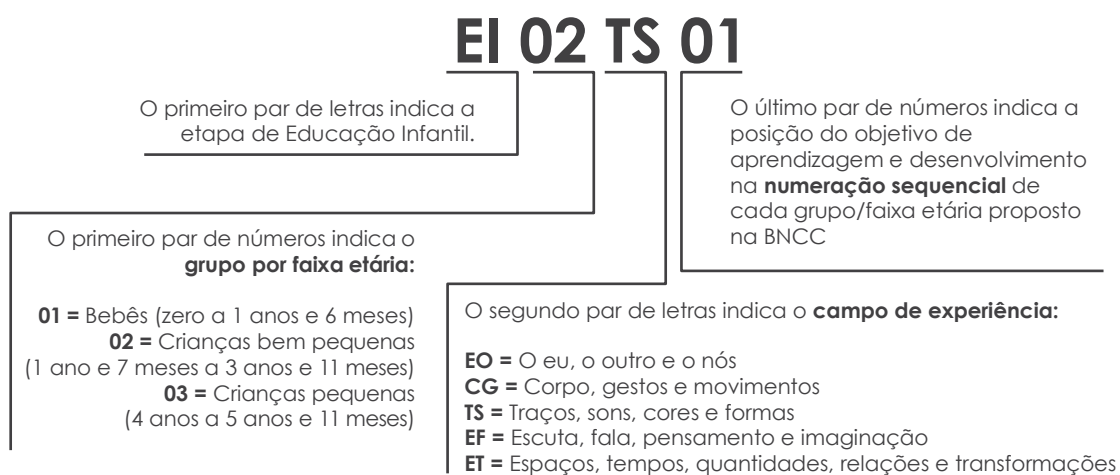 EI 02 TS 01
O primeiro par de letras indica a
etapa de Educação Infantil.
O último par de números indica a
posição do objetivo de
aprendizagem e desenvolvimento
na numeração sequencial de
cada grupo/faixa etária proposto
na BNCC
O primeiro par de números indica o
grupo por faixa etária:
01 = Bebês (zero a 1 anos e 6 meses)
02 = Crianças bem pequenas
(1 ano e 7 meses a 3 anos e 11 meses)
03 = Crianças pequenas
(4 anos a 5 anos e 11 meses)
O segundo par de letras indica o campo de experiência:
EO = O eu, o outro e o nós
CG = Corpo, gestos e movimentos
TS = Traços, sons, cores e formas
EF = Escuta, fala, pensamento e imaginação
ET = Espaços, tempos, quantidades, relações e transformações